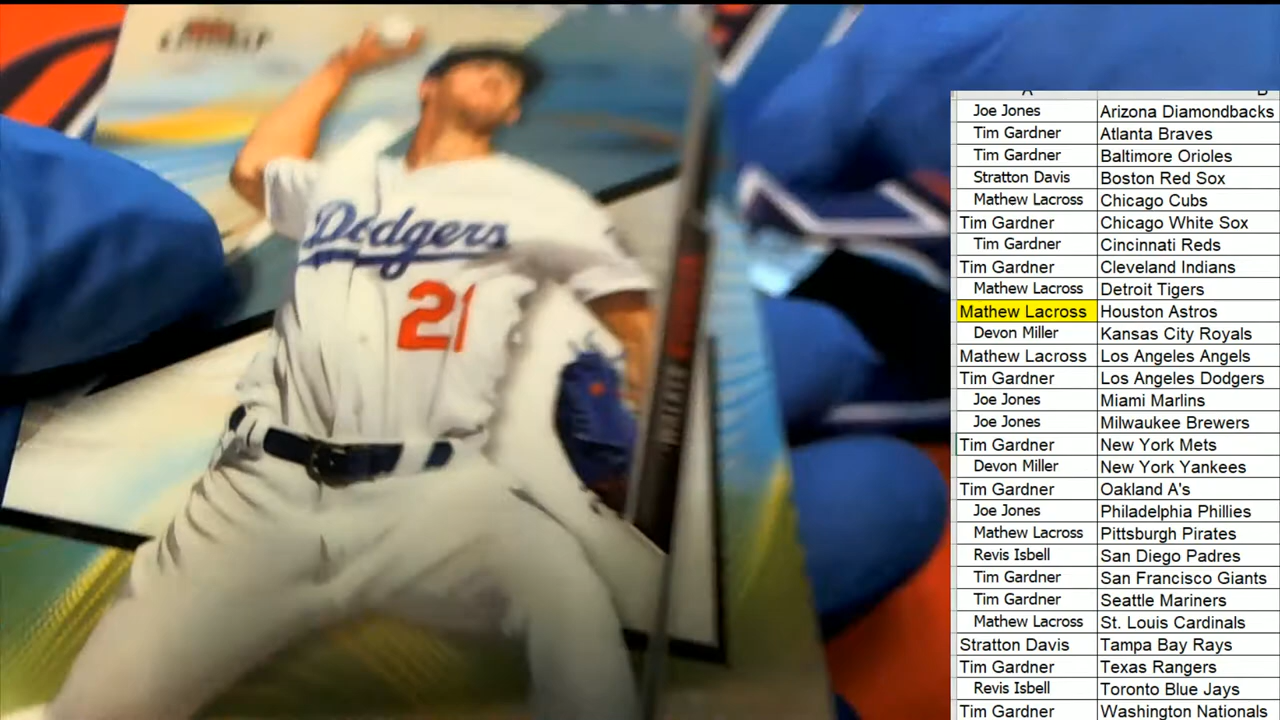 FINEST
Dodgers
21
WALKER
A B
Joe Jones Arizona Diamondbacks
Tim Gardner Atlanta Braves
Tim Gardner Baltimore Orioles
Stratton Davis Boston Red Sox
Mathew Lacross Chicago Cubs
Tim Gardner Chicago White Sox
Tim Gardner Cincinnati Reds
Tim Gardner Cleveland Indians
Mathew Lacross Detroit Tigers
Mathew Lacross Houston Astros
Devon Miller Kansas City Royals
Mathew Lacross Los Angeles Angels
Tim Gardner Los Angeles Dodgers
Joe Jones Miami Marlins
Joe Jones Milwaukee Brewers
Tim Gardner New York Mets
Devon Miller New York Yankees
Tim Gardner Oakland A's
Joe Jones Philadelphia Phillies
Mathew Lacross Pittsburgh Pirates
Revis Isbell San Diego Padres
Tim Gardner San Francisco Giants
Tim Gardner Seattle Mariners
Mathew Lacross St. Louis Cardinals
Stratton Davis Tampa Bay Rays
Tim Gardner Texas Rangers
Revis Isbell Toronto Blue Jays
Tim Gardner Washington Nationals